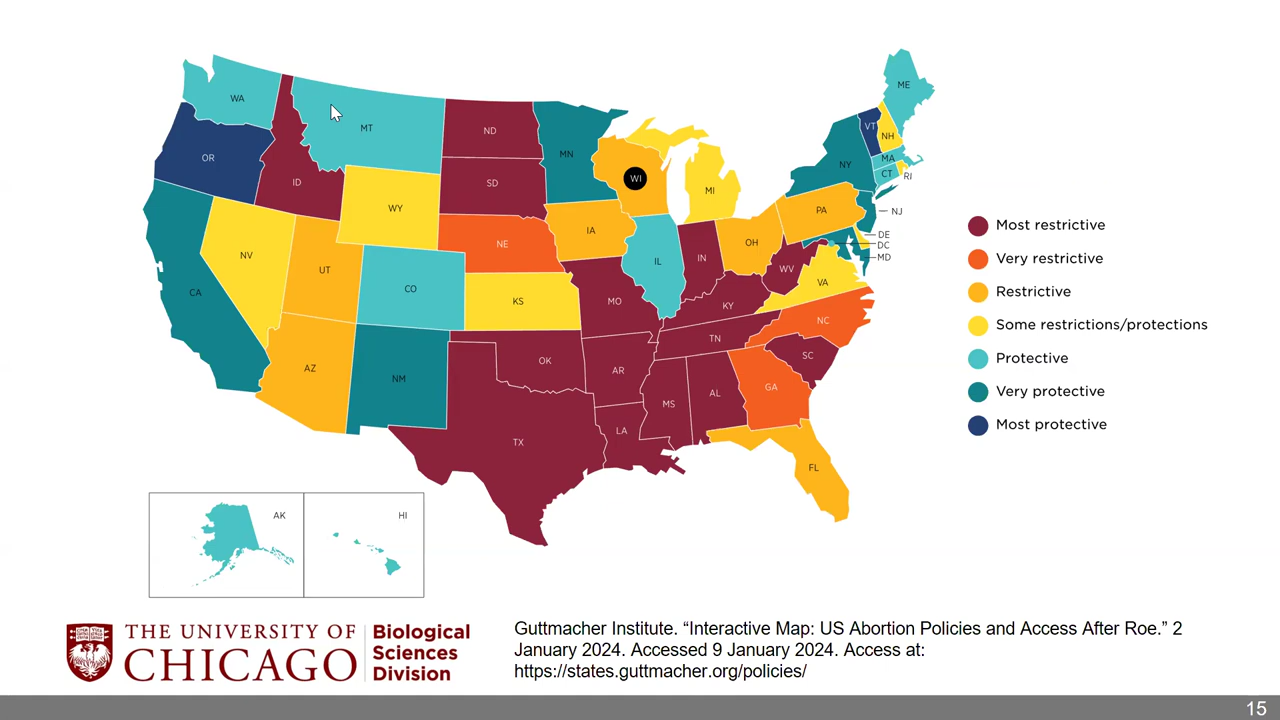 WA
MT
ME
ND
MN
VT
NH
OR
ID
SD
WI
NY
MA
CT
RI
WY
MI
PA
NJ
NE
IA
OH
DE
DC
MD
NV
UT
CO
KS
IL
IN
WV
VA
CA
MO
KY
NC
AZ
NM
OK
AR
TN
SC
MS
AL
GA
TX
LA
FL
AK
HI
Most restrictive
Very restrictive
Restrictive
Some restrictions/protections
Protective
Very protective
Most protective
THE UNIVERSITY OF
CHICAGO
Biological
Sciences
Division
Guttmacher Institute. “Interactive Map: US Abortion Policies and Access After Roe.” 2
January 2024. Accessed 9 January 2024. Access at:
https://states.guttmacher.org/policies/
15